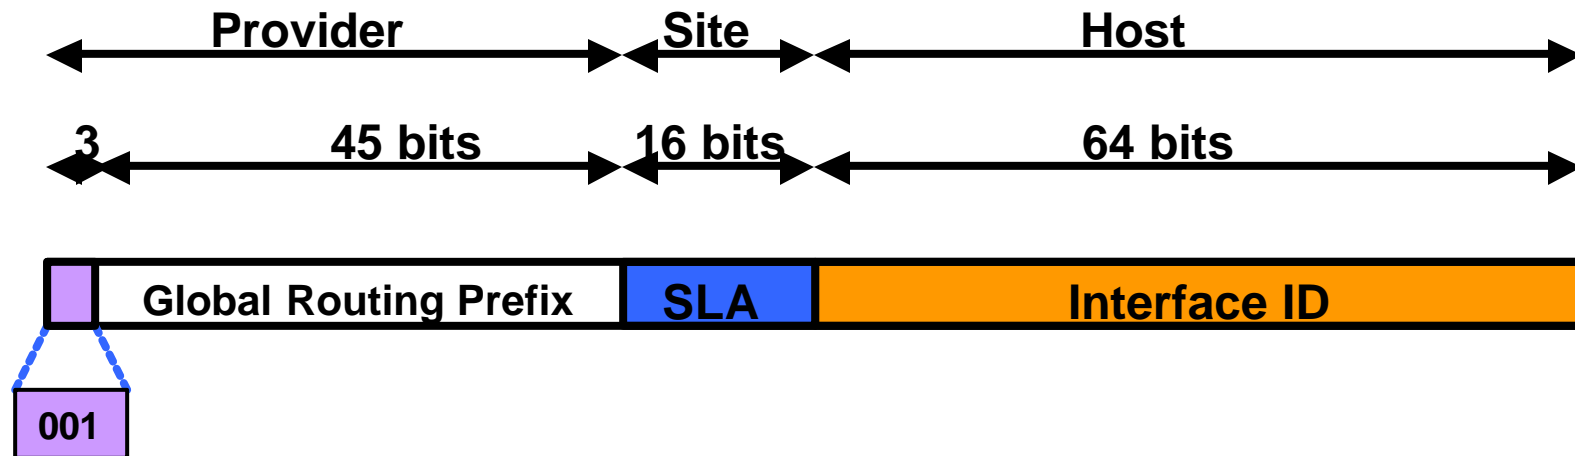 Provider Site Host
3 45 bits 16 bits 64 bits
Global Routing Prefix SLA Interface ID
001